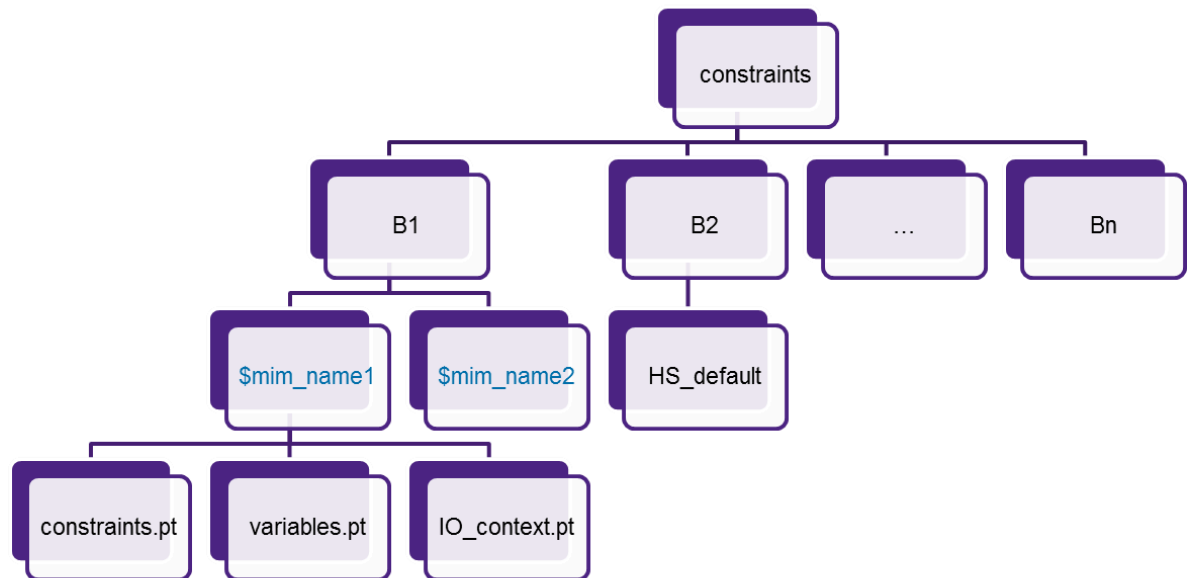 constraints
B1
B2
...
Bn
$mim_name1
$mim_name2
HS_default
constraints.pt
variables.pt
IO_context.pt